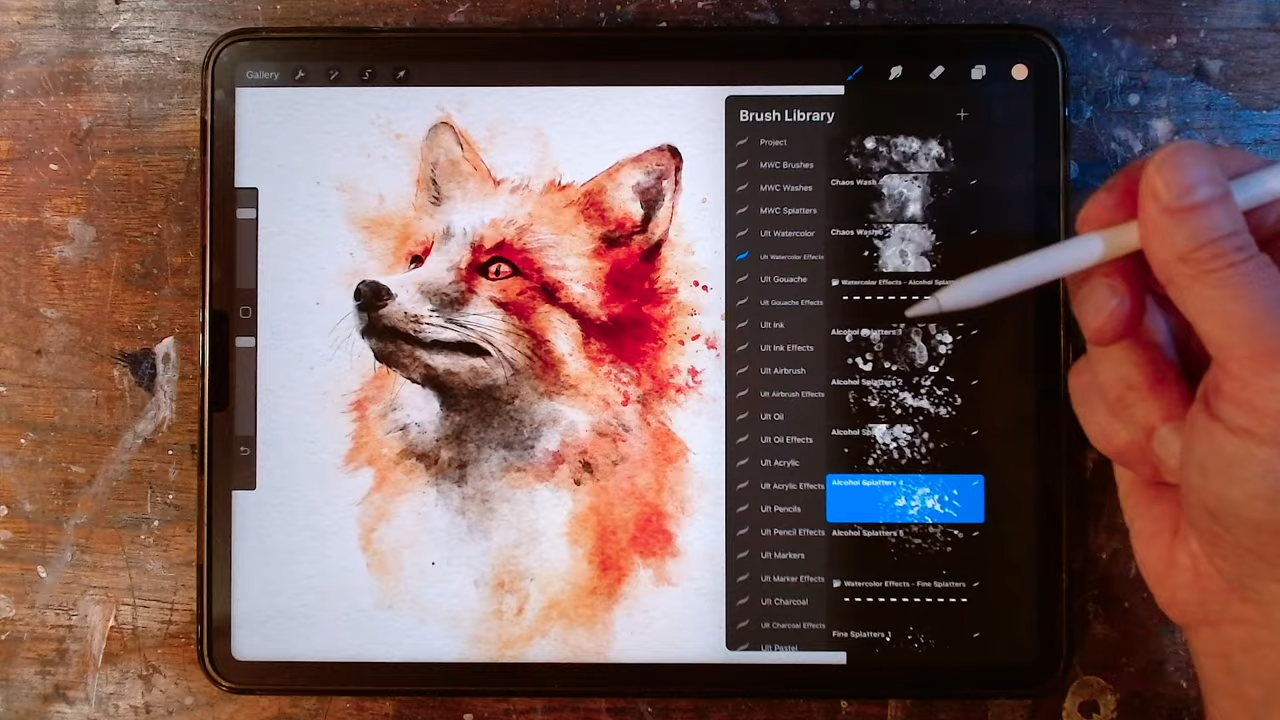 Gallery
Brush Library
Project
MWC Brushes
MWC Washes
MWC Splatters
Ult Watercolor
Ult Watercolor Effects
Ult Gouache
Ult Gouache Effects
Ult Ink
Ult Ink Effects
Ult Airbrush
Ult Airbrush Effects
Ult Oil
Ult Oil Effects
Ult Acrylic
Ult Acrylic Effects
Ult Pencils
Ult Pencil Effects
Ult Markers
Ult Marker Effects
Ult Charcoal
Ult Charcoal Effects
Ult Pastel
Chaos Wash
Chaos Wash
Watercolor Effects - Alcohol Splat
Alcohol Splatters 1
Alcohol Splatters 2
Alcohol Sp
Alcohol Splatters 4
Alcohol Splatters 5
Watercolor Effects - Fine Splatters
Fine Splatters 1